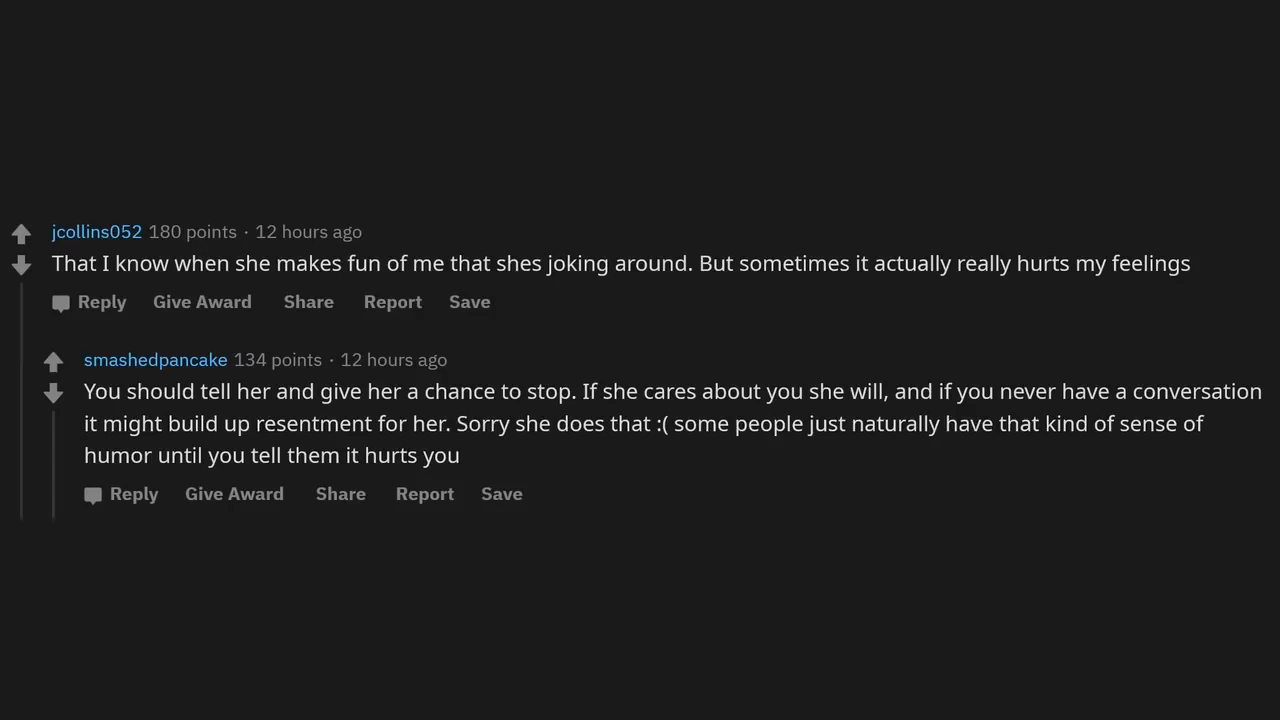 jcollins052 180 points · 12 hours ago
That I know when she makes fun of me that shes joking around. But sometimes it actually really hurts my feelings
Reply Give Award Share Report Save
smashedpancake 134 points · 12 hours ago
You should tell her and give her a chance to stop. If she cares about you she will, and if you never have a conversation
it might build up resentment for her. Sorry she does that :( some people just naturally have that kind of sense of
humor until you tell them it hurts you
Reply Give Award Share Report Save